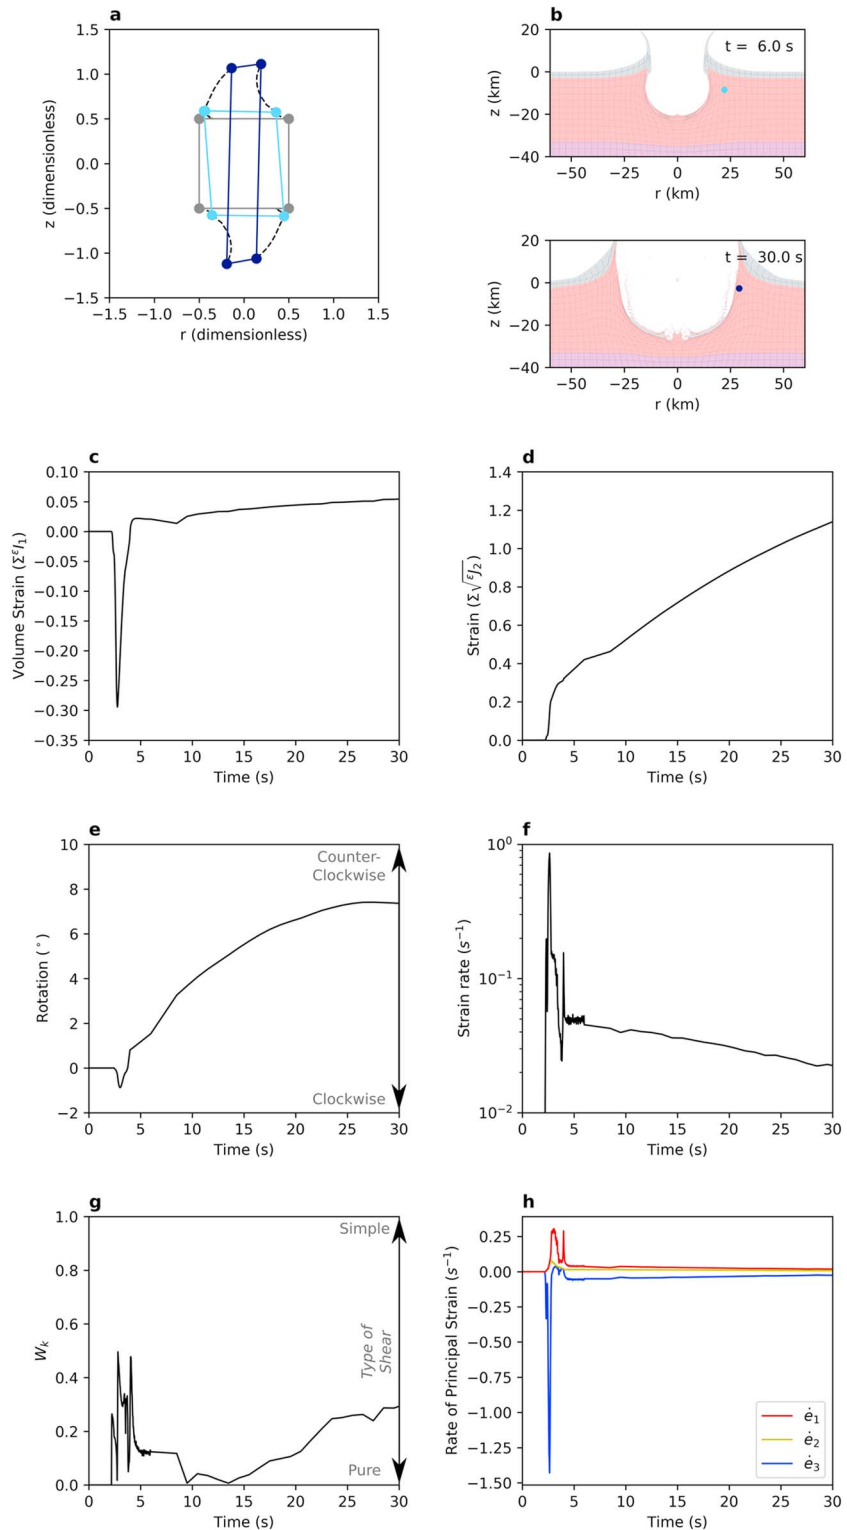 a
1.5
1.0
0.5
0.0
−0.5
−1.0
−1.5
z (dimensionless)
−1.5 −1.0 −0.5 0.0 0.5 1.0 1.5
r (dimensionless)
b
20
0
−20
−40
z (km)
t = 6.0 s
−50 −25 0 25 50
r (km)
20
0
−20
−40
z (km)
t = 30.0 s
−50 −25 0 25 50
r (km)
c
0.10
0.05
0.00
−0.05
−0.10
−0.15
−0.20
−0.25
−0.30
−0.35
Volume Strain (Σ^εI₁)
0 5 10 15 20 25 30
Time (s)
d
1.4
1.2
1.0
0.8
0.6
0.4
0.2
0.0
Strain (Σ√^εJ₂)
0 5 10 15 20 25 30
Time (s)
e
10
8
6
4
2
0
−2
Rotation (°)
Counter-
Clockwise
Clockwise
0 5 10 15 20 25 30
Time (s)
f
10⁰
10⁻¹
10⁻²
Strain rate (s⁻¹)
0 5 10 15 20 25 30
Time (s)
g
1.0
0.8
0.6
0.4
0.2
0.0
Wₖ
Simple
Type of
Shear
Pure
0 5 10 15 20 25 30
Time (s)
h
0.25
0.00
−0.25
−0.50
−0.75
−1.00
−1.25
−1.50
Rate of Principal Strain (s⁻¹)
ė₁
ė₂
ė₃
0 5 10 15 20 25 30
Time (s)